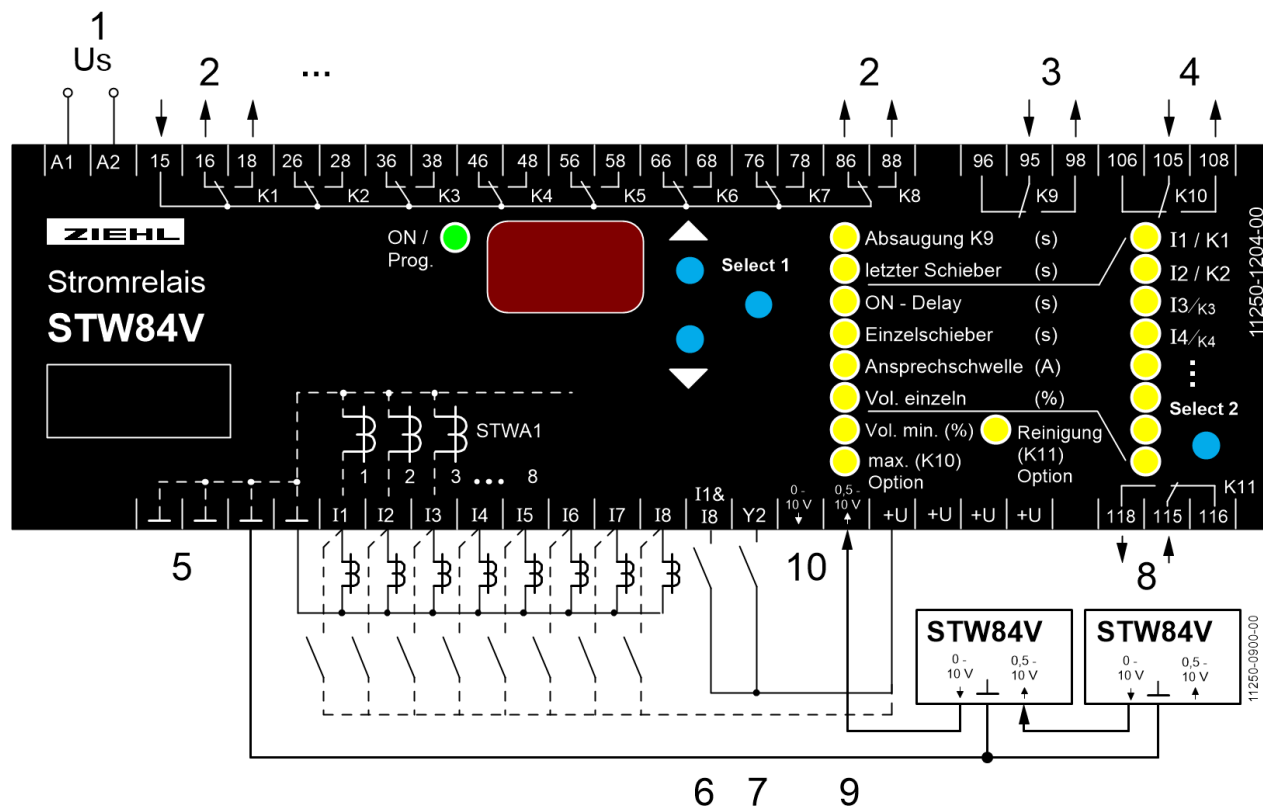 1
Us
2
...
2
3
4
A1 A2 15 16 18 26 28 36 38 46 48 56 58 66 68 76 78 86 88 96 95 98 106 105 108
K1 K2 K3 K4 K5 K6 K7 K8 K9 K10
ZIEHL
Stromrelais
STW84V
ON /
Prog.
Select 1
Absaugung K9 (s)
letzter Schieber (s)
ON - Delay (s)
Einzelschieber (s)
Ansprechschwelle (A)
Vol. einzeln (%)
Vol. min. (%)
max. (K10)
Option
Reinigung
(K11)
Option
I1 / K1
I2 / K2
I3/K3
I4/K4
Select 2
K11
11250-1204-00
STWA1
1 2 3 ... 8
I1 I2 I3 I4 I5 I6 I7 I8
I1&
I8
Y2
0 -
10 V
0,5 -
10 V
+U +U +U +U
118 115 116
5
10
8
STW84V
0 -
10 V
0,5 -
10 V
STW84V
0 -
10 V
0,5 -
10 V
11250-0900-00
6 7 9